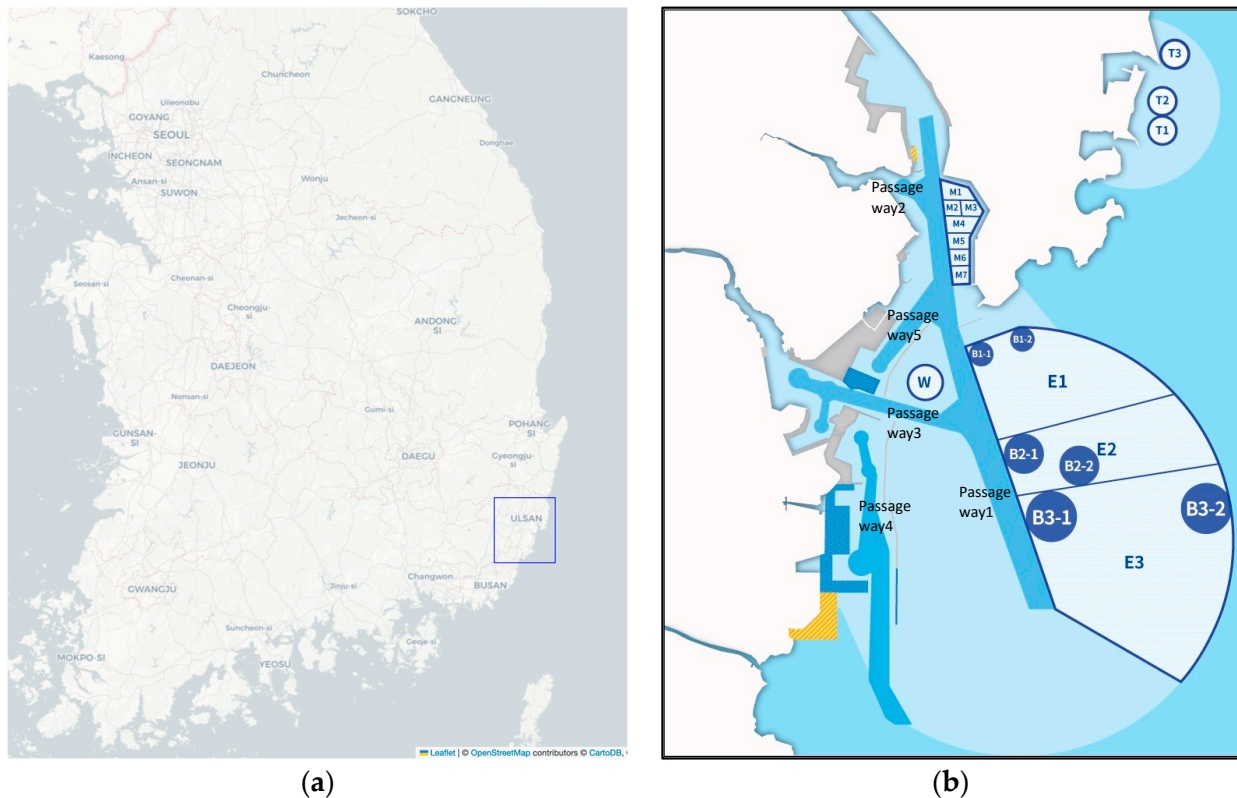 SOKCHO
Kaesong
Chuncheon
Uijeongbu
GANGNEUNG
GOYANG
SEOUL
Donghae
INCHEON
SEONGNAM
Ansan-si
Wonju
SUWON
Jecheon-si
Cheonan-si
Seosan-si
Cheongju-
si
ANDONG
SI
DAEJEON
Nonsan-si
Gumi-si
POHANG
SI
GUNSAN-
SI
DAEGU
Gyeongju-
si
JEONJU
ULSAN
Changwon
GWANGJU
Jinju-si
BUSAN
Suncheon-si
Geoje-si
MOKPO-SI
YEOSU
Leaflet | © OpenStreetMap contributors © CartoDB,
(a)
T3
T2
T1
Passage
way2
M1
M2 M3
M4
M5
M6
M7
Passage
way5
B1-1
B1-2
E1
W
Passage
way3
B2-1
E2
B2-2
Passage
way4
Passage
way1
B3-1
B3-2
E3
(b)